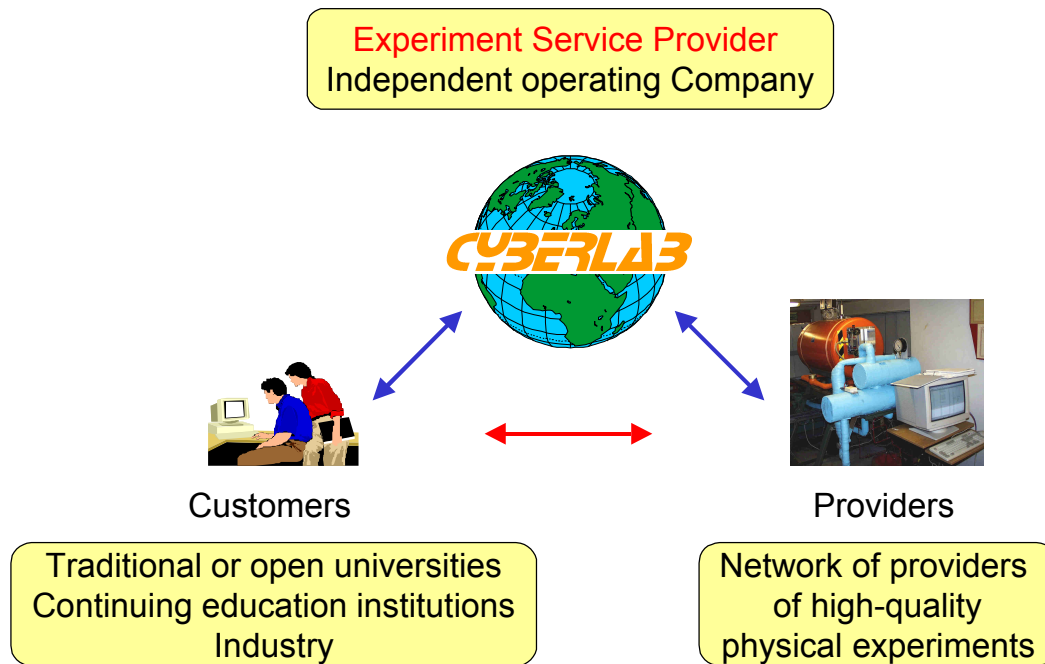 Experiment Service Provider
Independent operating Company
CYBERLAB
Customers
Providers
Traditional or open universities
Continuing education institutions
Industry
Network of providers
of high-quality
physical experiments